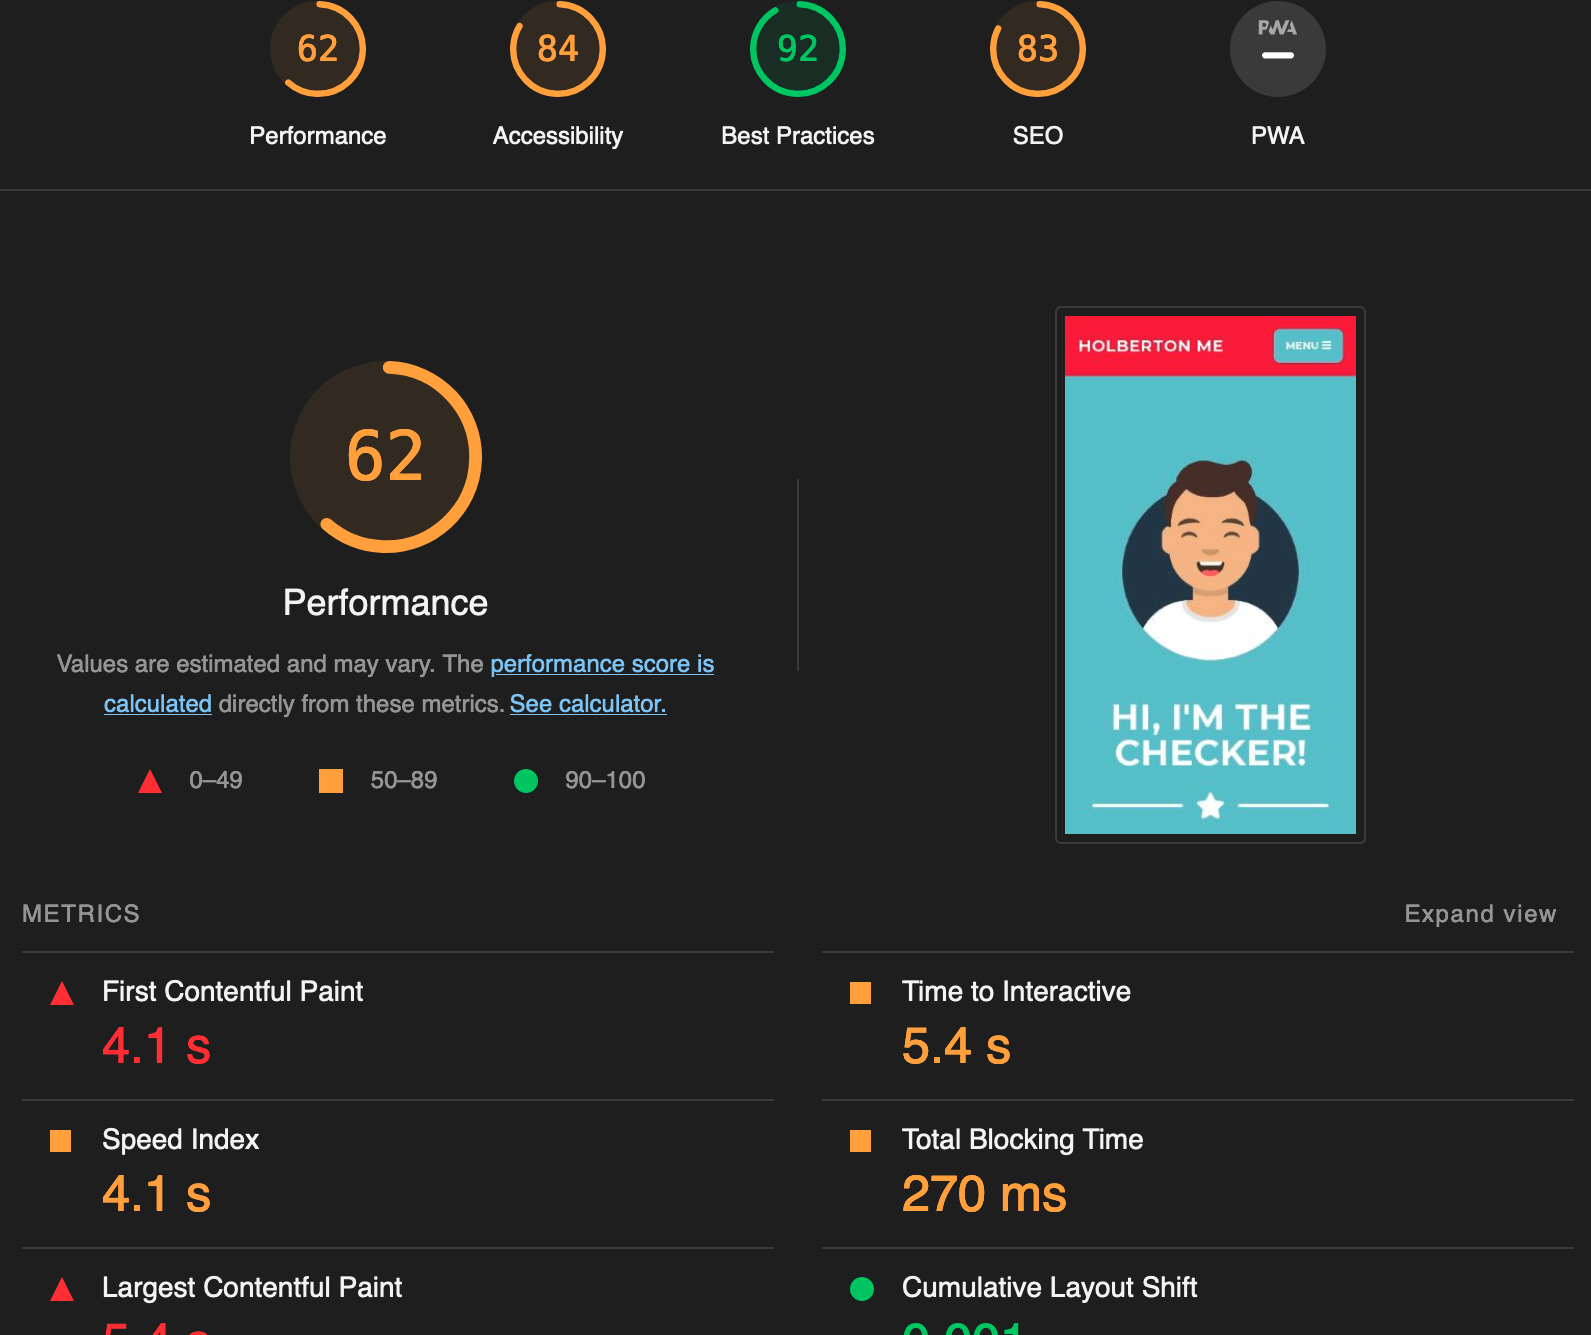 62
84
92
83
PWA
Performance
Accessibility
Best Practices
SEO
PWA
62
Performance
Values are estimated and may vary. The performance score is
calculated directly from these metrics. See calculator.
0–49
50–89
90–100
HOLBERTON ME
MENU
HI, I'M THE
CHECKER!
METRICS
Expand view
First Contentful Paint
4.1 s
Time to Interactive
5.4 s
Speed Index
4.1 s
Total Blocking Time
270 ms
Largest Contentful Paint
Cumulative Layout Shift